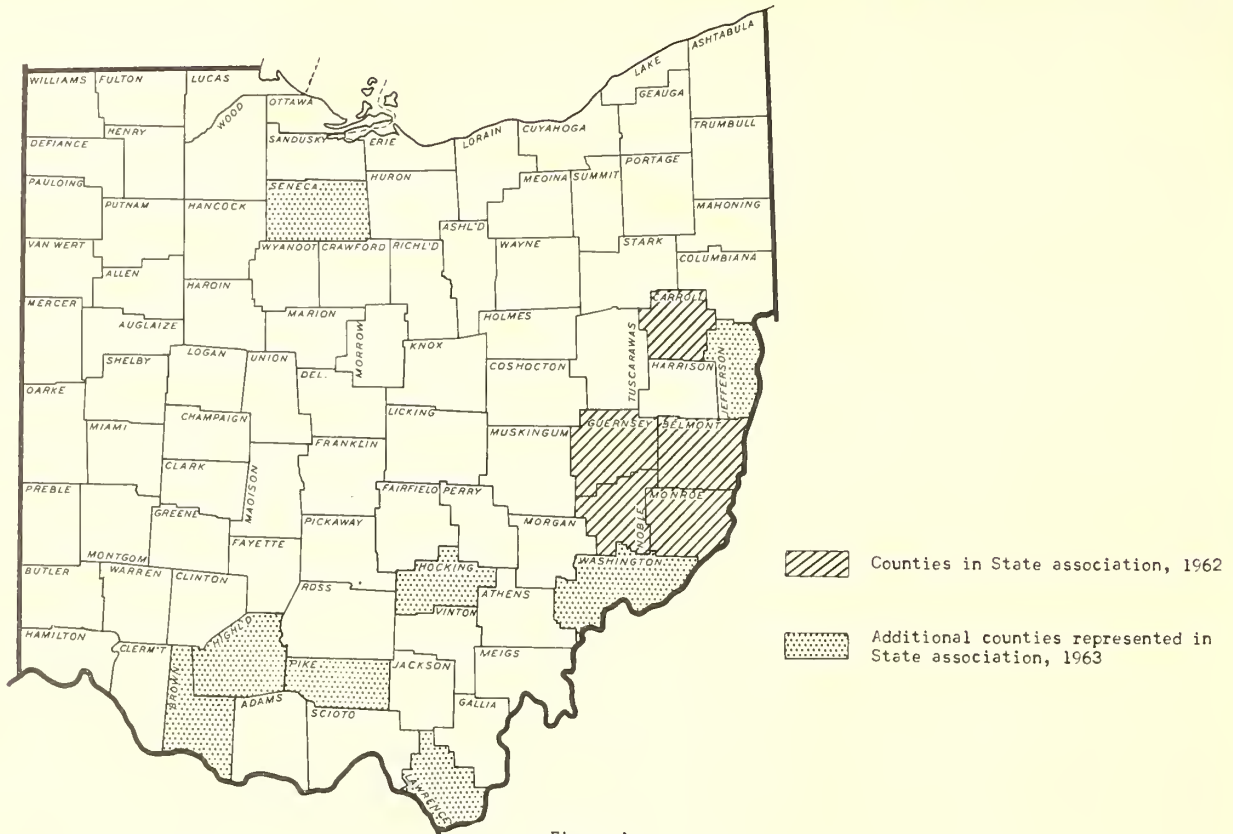 ASHTABULA
LAKE
GEAUGA
WILLIAMS
FULTON
LUCAS
WOOD
OTTAWA
HENRY
SANDUSKY
ERIE
LORAIN
CUYAHOGA
TRUMBULL
DEFIANCE
PORTAGE
PAULDING
SENECA
HURON
MEDINA
SUMMIT
PUTNAM
HANCOCK
MAHONING
ASHL'D
VAN WERT
WYANDOT
CRAWFORD
RICHL'D
WAYNE
STARK
COLUMBIANA
ALLEN
HARDIN
CARROLL
MERCER
MARION
HOLMES
AUGLAIZE
MORROW
KNOX
TUSCARAWAS
LOGAN
UNION
SHELBY
DEL.
COSHOCTON
HARRISON
JEFFERSON
DARKE
CHAMPAIGN
LICKING
MIAMI
FRANKLIN
MUSKINGUM
GUERNSEY
BELMONT
CLARK
MADISON
PREBLE
FAIRFIELD
PERRY
MONROE
GREENE
PICKAWAY
MORGAN
NOBLE
MONTGOM
FAYETTE
WASHINGTON
BUTLER
WARREN
CLINTON
HOCKING
ROSS
ATHENS
VINTON
HAMILTON
CLERM'T
HIGHL'D
MEIGS
PIKE
JACKSON
BROWN
ADAMS
SCIOTO
GALLIA
LAWRENCE
Counties in State association, 1962
Additional counties represented in
State association, 1963